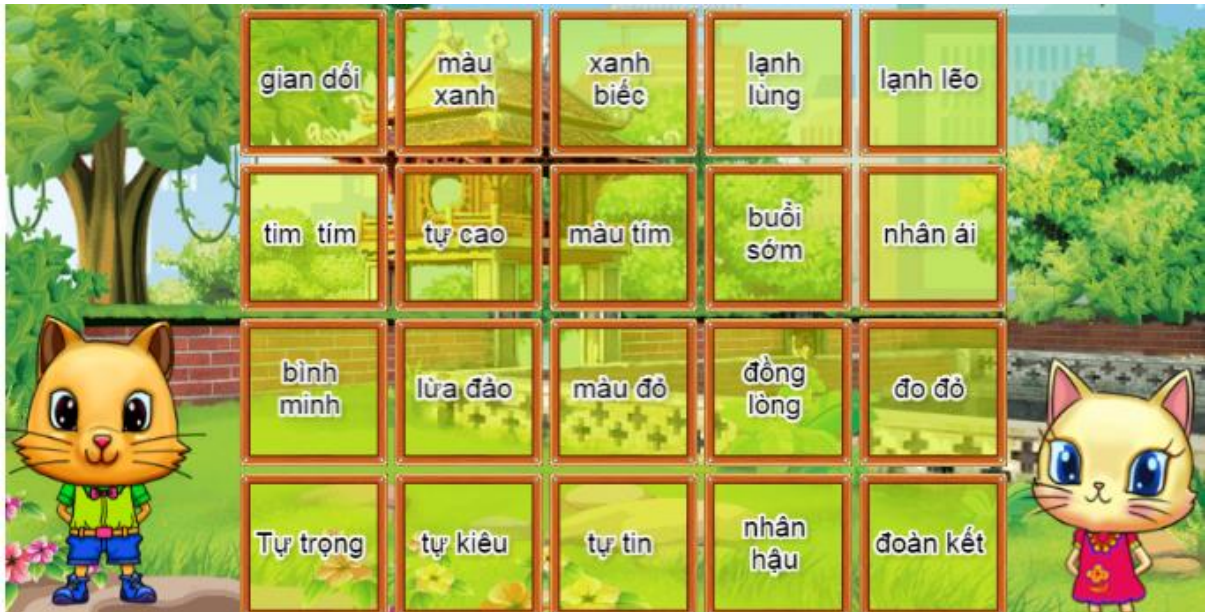 gian dối
màu
xanh
xanh
biếc
lạnh
lùng
lạnh lẽo
tim tím
tự cao
màu tím
buổi
sớm
nhân ái
bình
minh
lừa đảo
màu đỏ
đồng
lòng
đo đỏ
Tự trọng
tự kiêu
tự tin
nhân
hậu
đoàn kết